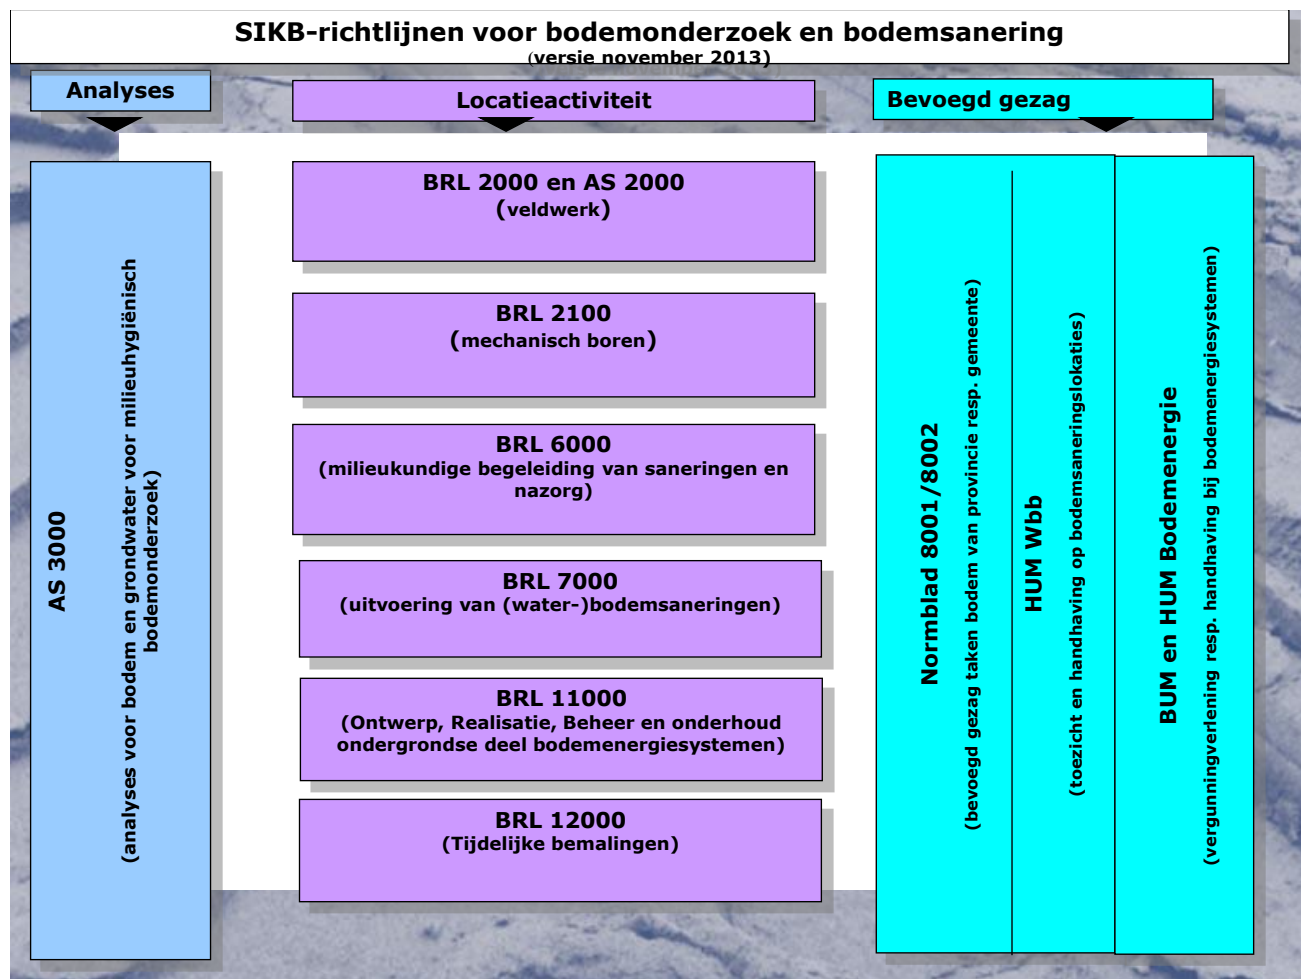 SIKB-richtlijnen voor bodemonderzoek en bodemsanering
(versie november 2013)
Analyses
Locatieactiviteit
Bevoegd gezag
AS 3000
(analyses voor bodem en grondwater voor milieuhygiënisch
bodemonderzoek)
BRL 2000 en AS 2000
(veldwerk)
BRL 2100
(mechanisch boren)
BRL 6000
(milieukundige begeleiding van saneringen en
nazorg)
BRL 7000
(uitvoering van (water-)bodemsaneringen)
BRL 11000
(Ontwerp, Realisatie, Beheer en onderhoud
ondergrondse deel bodemenergiesystemen)
BRL 12000
(Tijdelijke bemalingen)
Normblad 8001/8002
(bevoegd gezag taken bodem van provincie resp. gemeente)
HUM Wbb
(toezicht en handhaving op bodemsaneringslokaties)
BUM en HUM Bodemenergie
(vergunningverlening resp. handhaving bij bodemenergiesystemen)